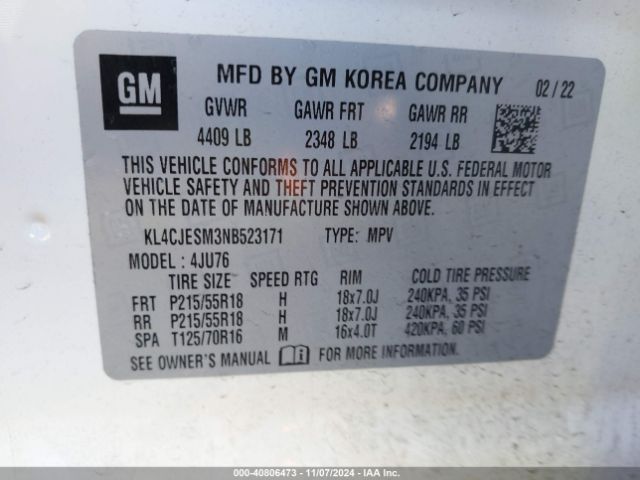 GM
MFD BY GM KOREA COMPANY 02 / 22
GVWR GAWR FRT GAWR RR
4409 LB 2348 LB 2194 LB
THIS VEHICLE CONFORMS TO ALL APPLICABLE U.S. FEDERAL MOTOR
VEHICLE SAFETY AND THEFT PREVENTION STANDARDS IN EFFECT
ON THE DATE OF MANUFACTURE SHOWN ABOVE.
KL4CJESM3NB523171 TYPE: MPV
MODEL : 4JU76
TIRE SIZE SPEED RTG RIM COLD TIRE PRESSURE
FRT P215/55R18 H 18x7.0J 240KPA, 35 PSI
RR P215/55R18 H 18x7.0J 240KPA, 35 PSI
SPA T125/70R16 M 16x4.0T 420KPA, 60 PSI
SEE OWNER'S MANUAL FOR MORE INFORMATION.
000-40806473 - 11/07/2024 - IAA Inc.